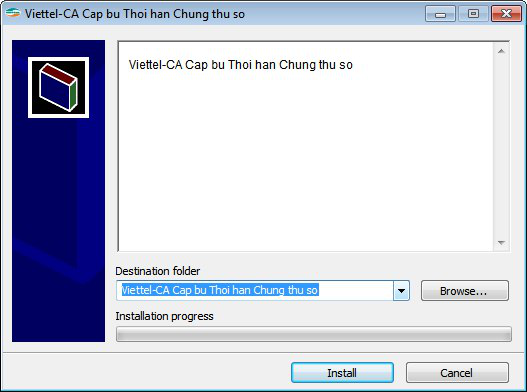 Viettel-CA Cap bu Thoi han Chung thu so
Viettel-CA Cap bu Thoi han Chung thu so
Destination folder
Viettel-CA Cap bu Thoi han Chung thu so
Browse...
Installation progress
Install
Cancel